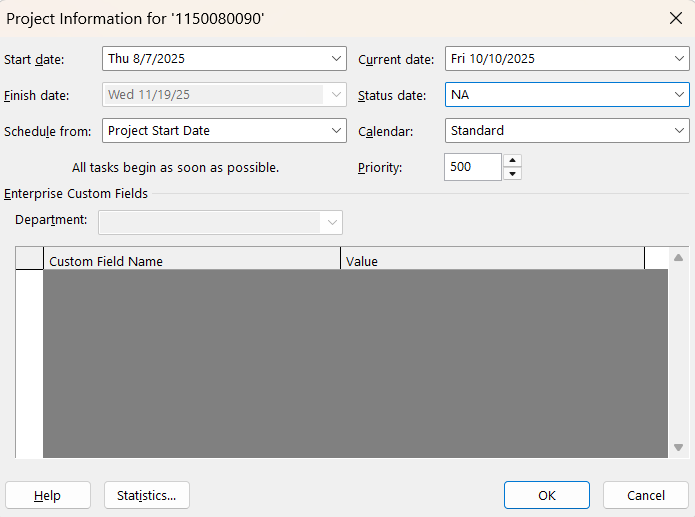 Project Information for '1150080090'
Start date: Thu 8/7/2025 Current date: Fri 10/10/2025
Finish date: Wed 11/19/25 Status date: NA
Schedule from: Project Start Date Calendar: Standard
All tasks begin as soon as possible. Priority: 500
Enterprise Custom Fields
Department:
Custom Field Name Value
Help Statistics... OK Cancel